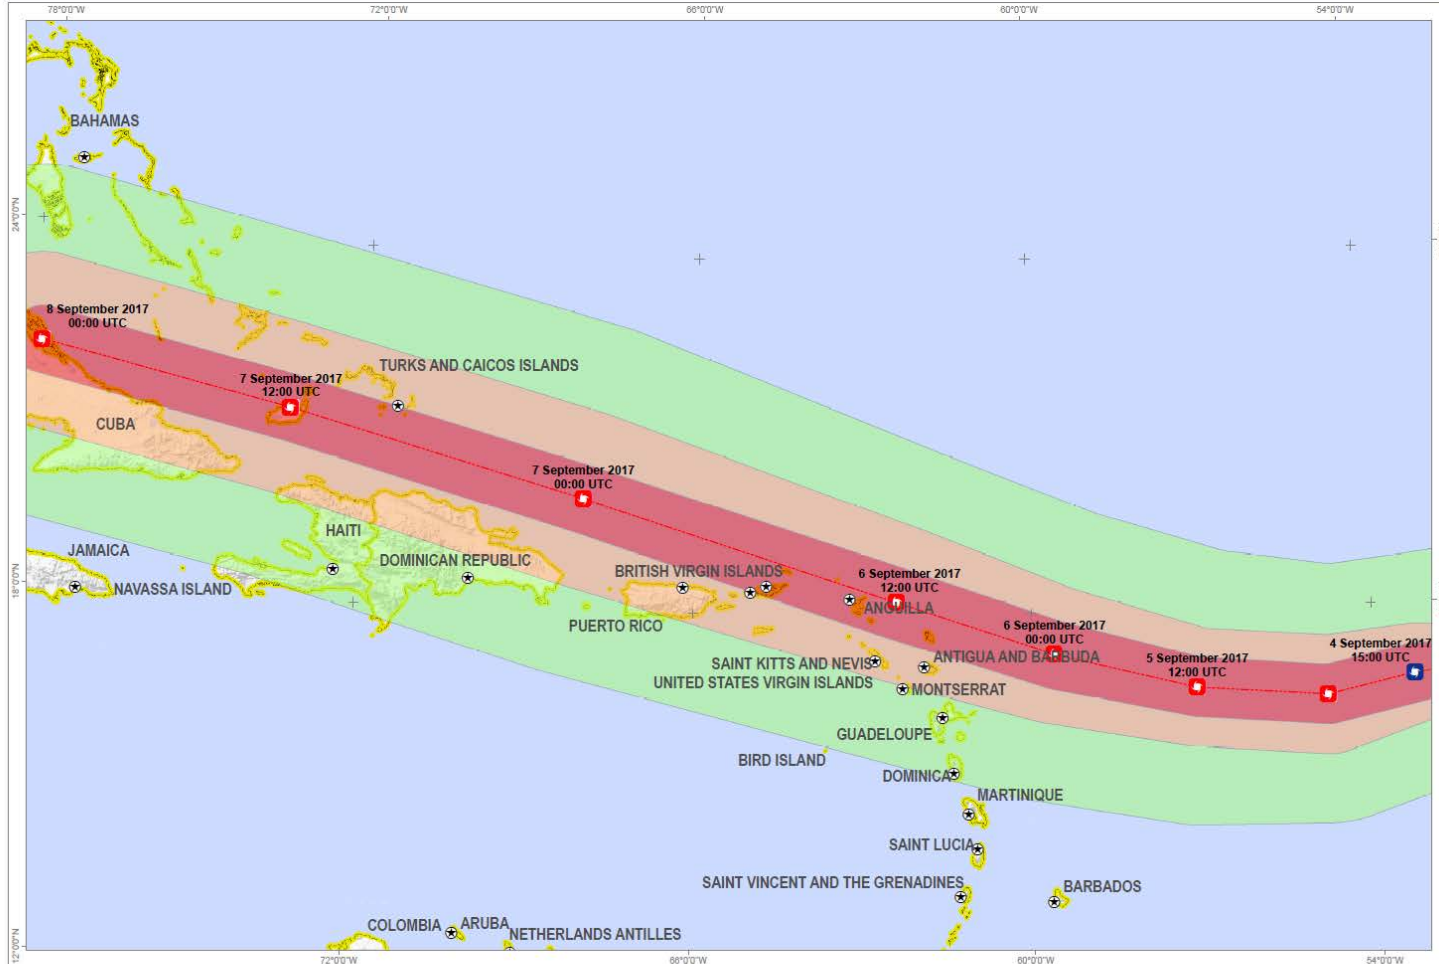 78°0'0"W
72°0'0"W
66°0'0"W
60°0'0"W
54°0'0"W
BAHAMAS
24°0'0"N
8 September 2017
00:00 UTC
TURKS AND CAICOS ISLANDS
7 September 2017
12:00 UTC
CUBA
7 September 2017
00:00 UTC
HAITI
JAMAICA
DOMINICAN REPUBLIC
BRITISH VIRGIN ISLANDS
6 September 2017
12:00 UTC
18°0'0"N
NAVASSA ISLAND
ANGUILLA
PUERTO RICO
6 September 2017
00:00 UTC
4 September 2017
15:00 UTC
ANTIGUA AND BARBUDA
5 September 2017
12:00 UTC
SAINT KITTS AND NEVIS
UNITED STATES VIRGIN ISLANDS
MONTSERRAT
GUADELOUPE
BIRD ISLAND
DOMINICA
MARTINIQUE
SAINT LUCIA
SAINT VINCENT AND THE GRENADINES
BARBADOS
COLOMBIA
ARUBA
NETHERLANDS ANTILLES
12°0'0"N
72°0'0"W
66°0'0"W
60°0'0"W
54°0'0"W